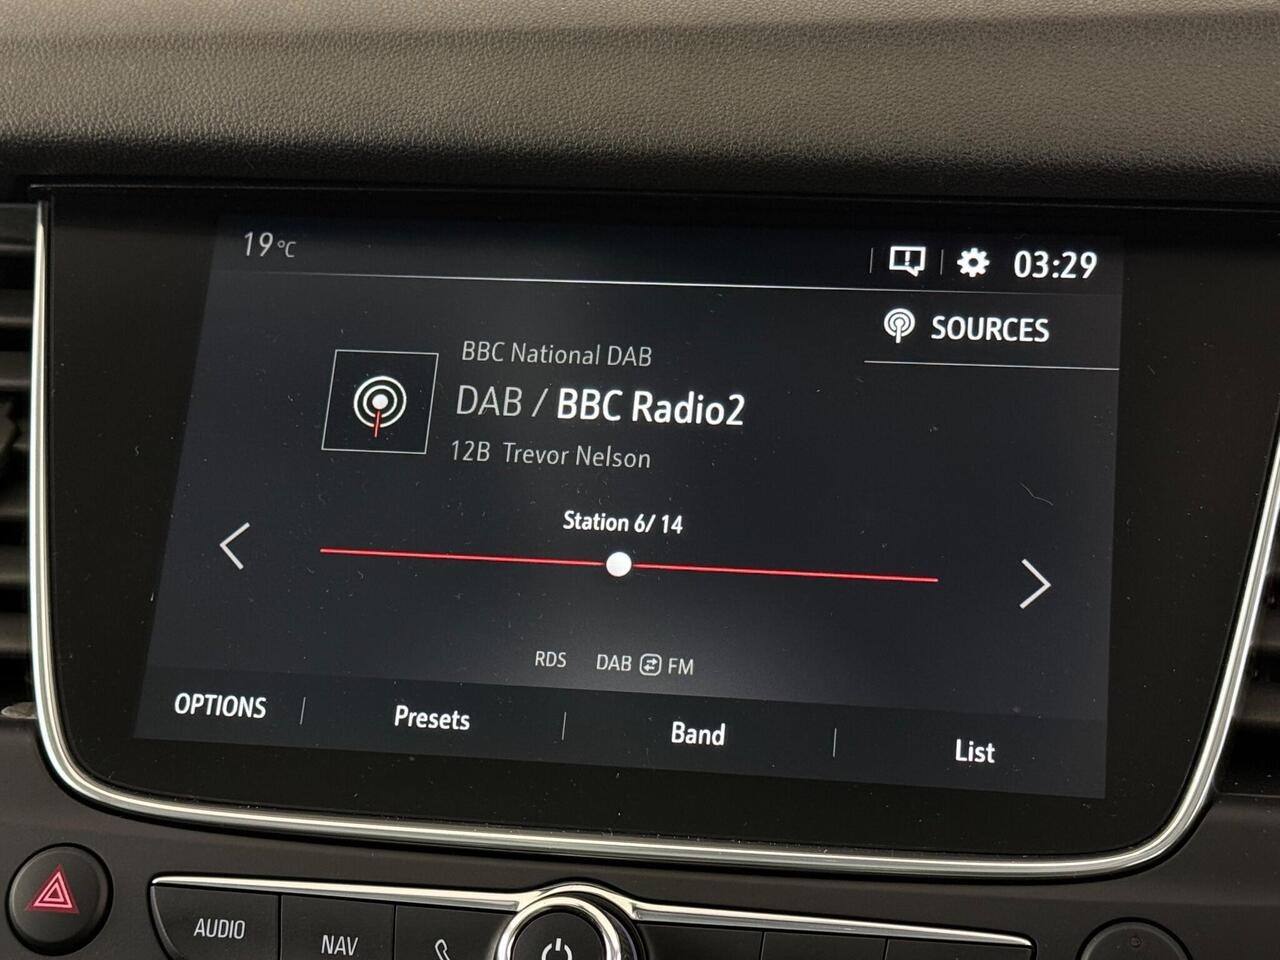 19°C
03:29
SOURCES
BBC National DAB
DAB / BBC Radio2
12B Trevor Nelson
Station 6/ 14
RDS DAB FM
OPTIONS Presets Band List
AUDIO NAV